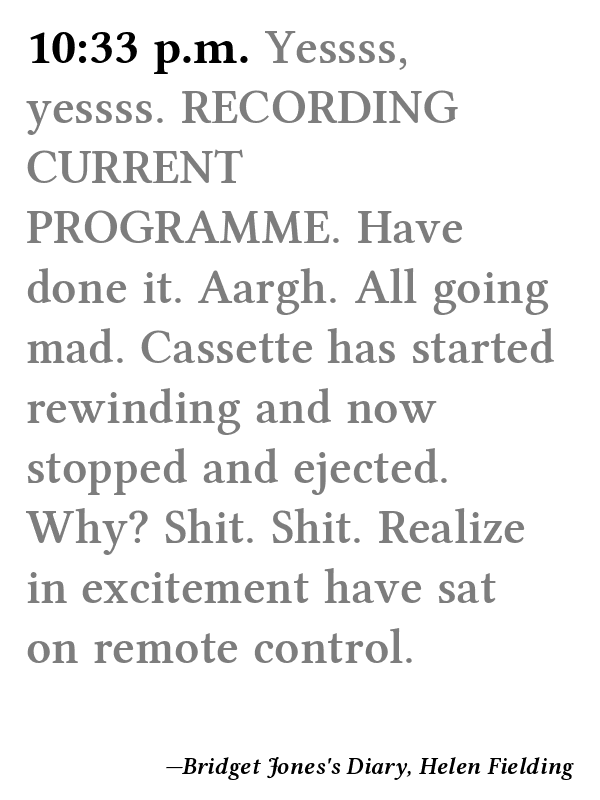 10:33 p.m. Yessss,
yessss. RECORDING
CURRENT
PROGRAMME. Have
done it. Aargh. All going
mad. Cassette has started
rewinding and now
stopped and ejected.
Why? Shit. Shit. Realize
in excitement have sat
on remote control.
—Bridget Jones's Diary, Helen Fielding